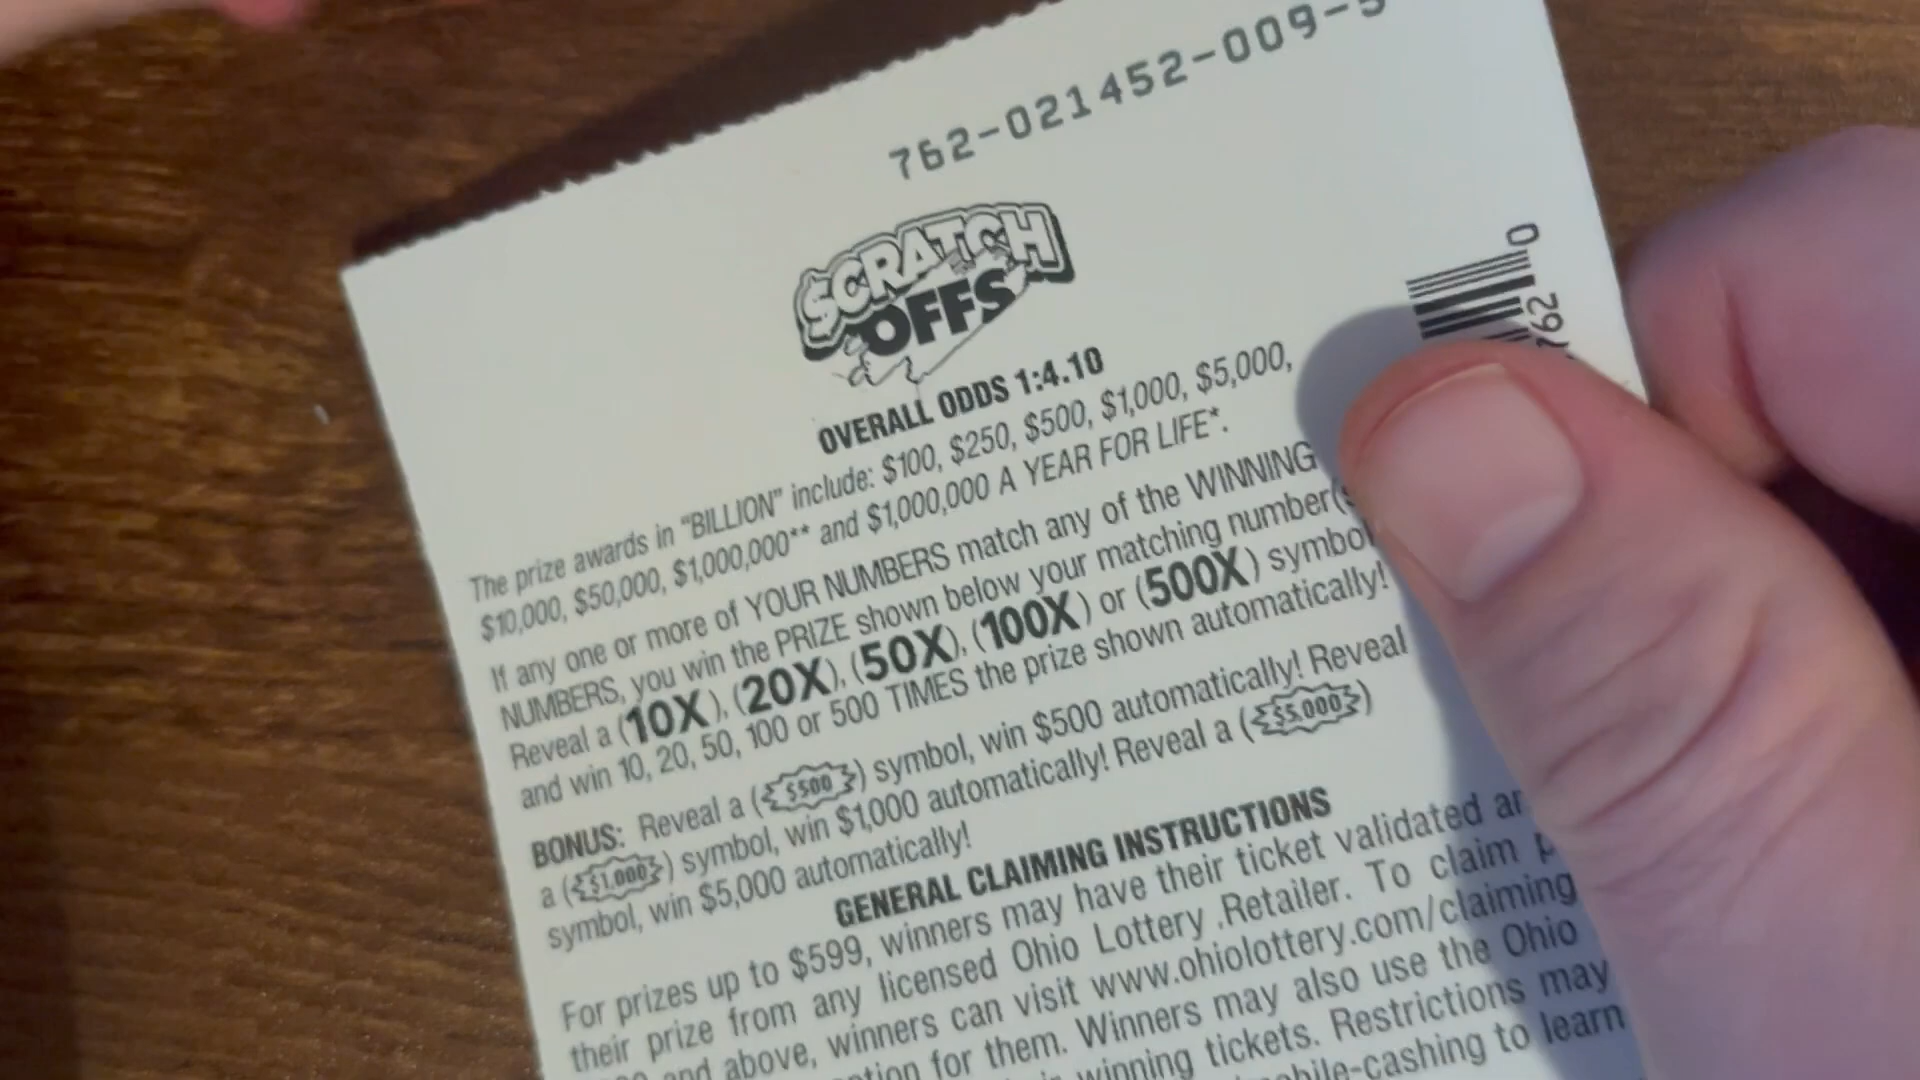 762-021452-009-
SCRATCH
OFFS
OVERALL ODDS 1:4.10
The prize awards in "BILLION" include: $100, $250, $500, $1,000, $5,000,
$10,000, $50,000, $1,000,000** and $1,000,000 A YEAR FOR LIFE*.
If any one or more of YOUR NUMBERS match any of the WINNING
NUMBERS, you win the PRIZE shown below your matching number(
Reveal a (10X), (20X), (50X), (100X) or (500X) symbol
and win 10, 20, 50, 100 or 500 TIMES the prize shown automatically!
BONUS: Reveal a ($500) symbol, win $500 automatically! Reveal
a ($1,000) symbol, win $1,000 automatically! Reveal a ($5,000)
symbol, win $5,000 automatically!
GENERAL CLAIMING INSTRUCTIONS
For prizes up to $599, winners may have their ticket validated
their prize from any licensed Ohio Lottery Retailer. To claim
and above, winners can visit www.ohiolottery.com/claiming
for them. Winners may also use the Ohio
winning tickets. Restrictions may
to learn
0